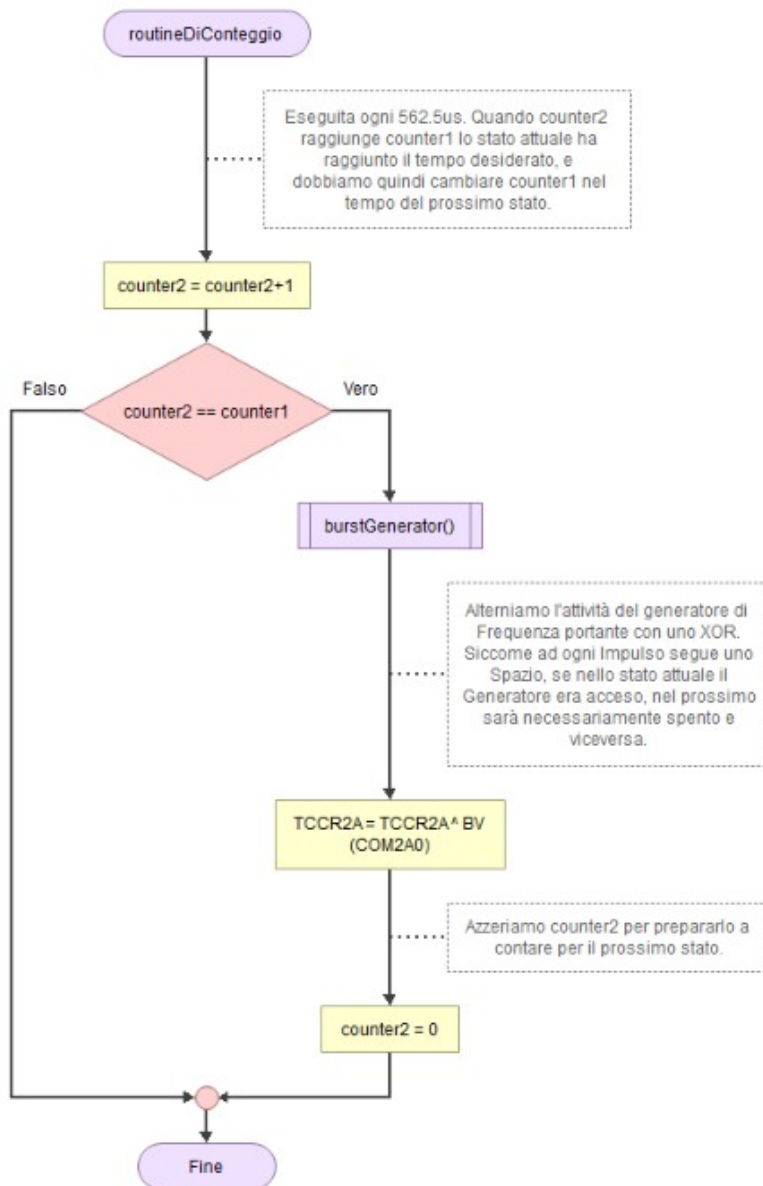 routineDiConteggio
Eseguita ogni 562.5us. Quando counter2
raggiunge counter1 lo stato attuale ha
raggiunto il tempo desiderato, e
dobbiamo quindi cambiare counter1 nel
tempo del prossimo stato.
counter2 = counter2+1
Falso
Vero
counter2 == counter1
burstGenerator()
Alterniamo l'attività del generatore di
Frequenza portante con uno XOR.
Siccome ad ogni Impulso segue uno
Spazio, se nello stato attuale il
Generatore era acceso, nel prossimo
sarà necessariamente spento e
viceversa.
TCCR2A = TCCR2A ^ BV
(COM2A0)
Azzeriamo counter2 per prepararlo a
contare per il prossimo stato.
counter2 = 0
Fine